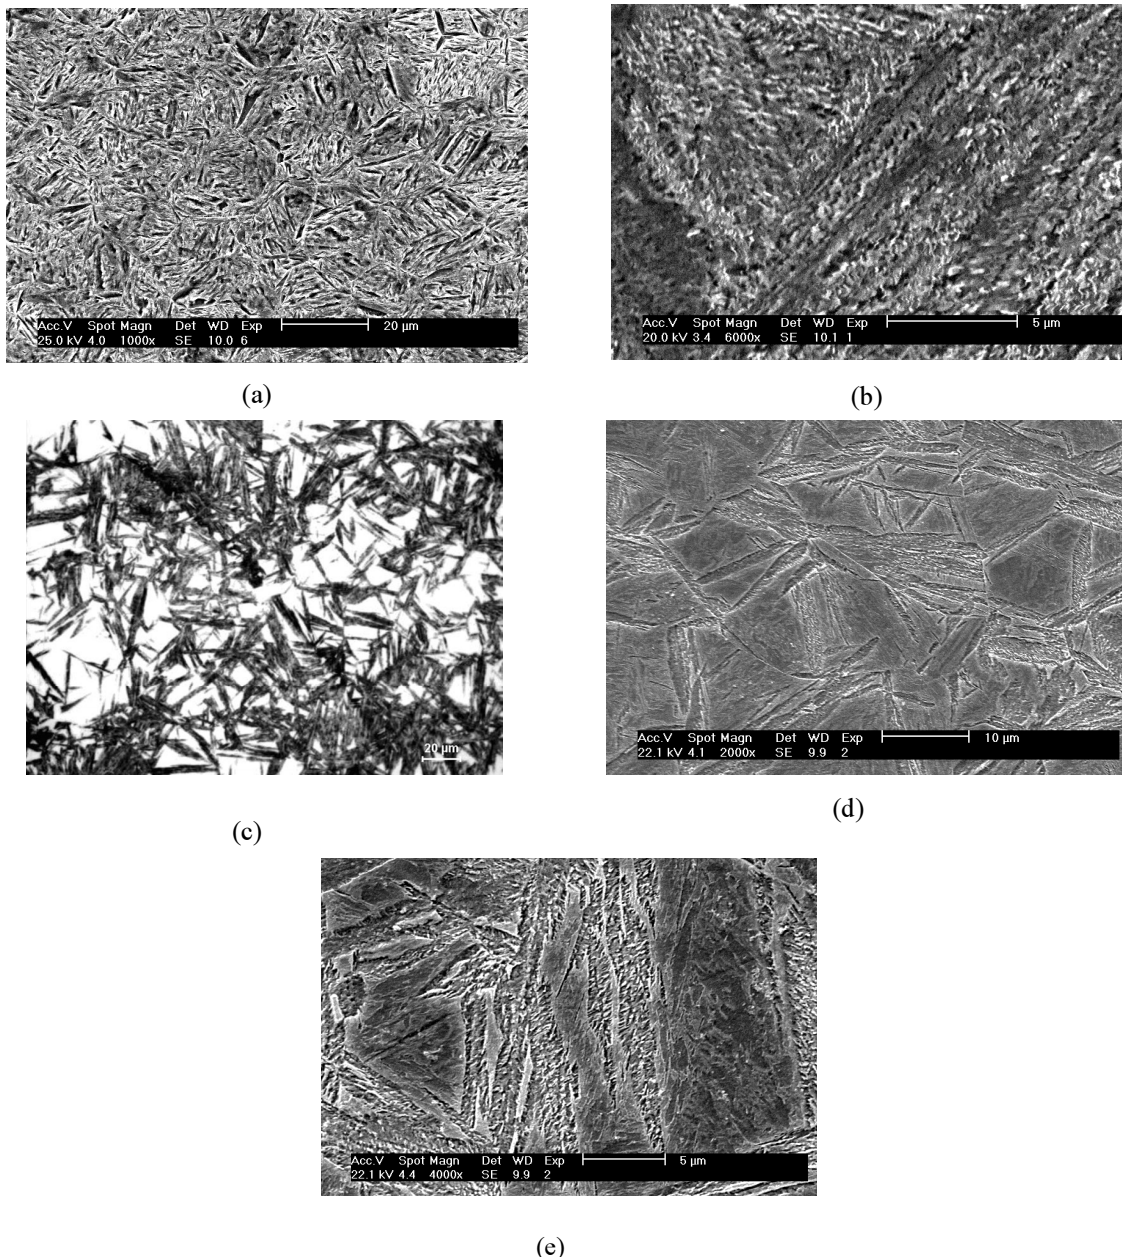 Acc.V Spot Magn Det WD Exp 20 µm
25.0 kV 4.0 1000x SE 10.0 6
Acc.V Spot Magn Det WD Exp 5 µm
20.0 kV 3.4 6000x SE 10.1 1
(a)
(b)
20 µm
Acc.V Spot Magn Det WD Exp 10 µm
22.1 kV 4.1 2000x SE 9.9 2
(c)
(d)
Acc.V Spot Magn Det WD Exp 5 µm
22.1 kV 4.4 4000x SE 9.9 2
(e)